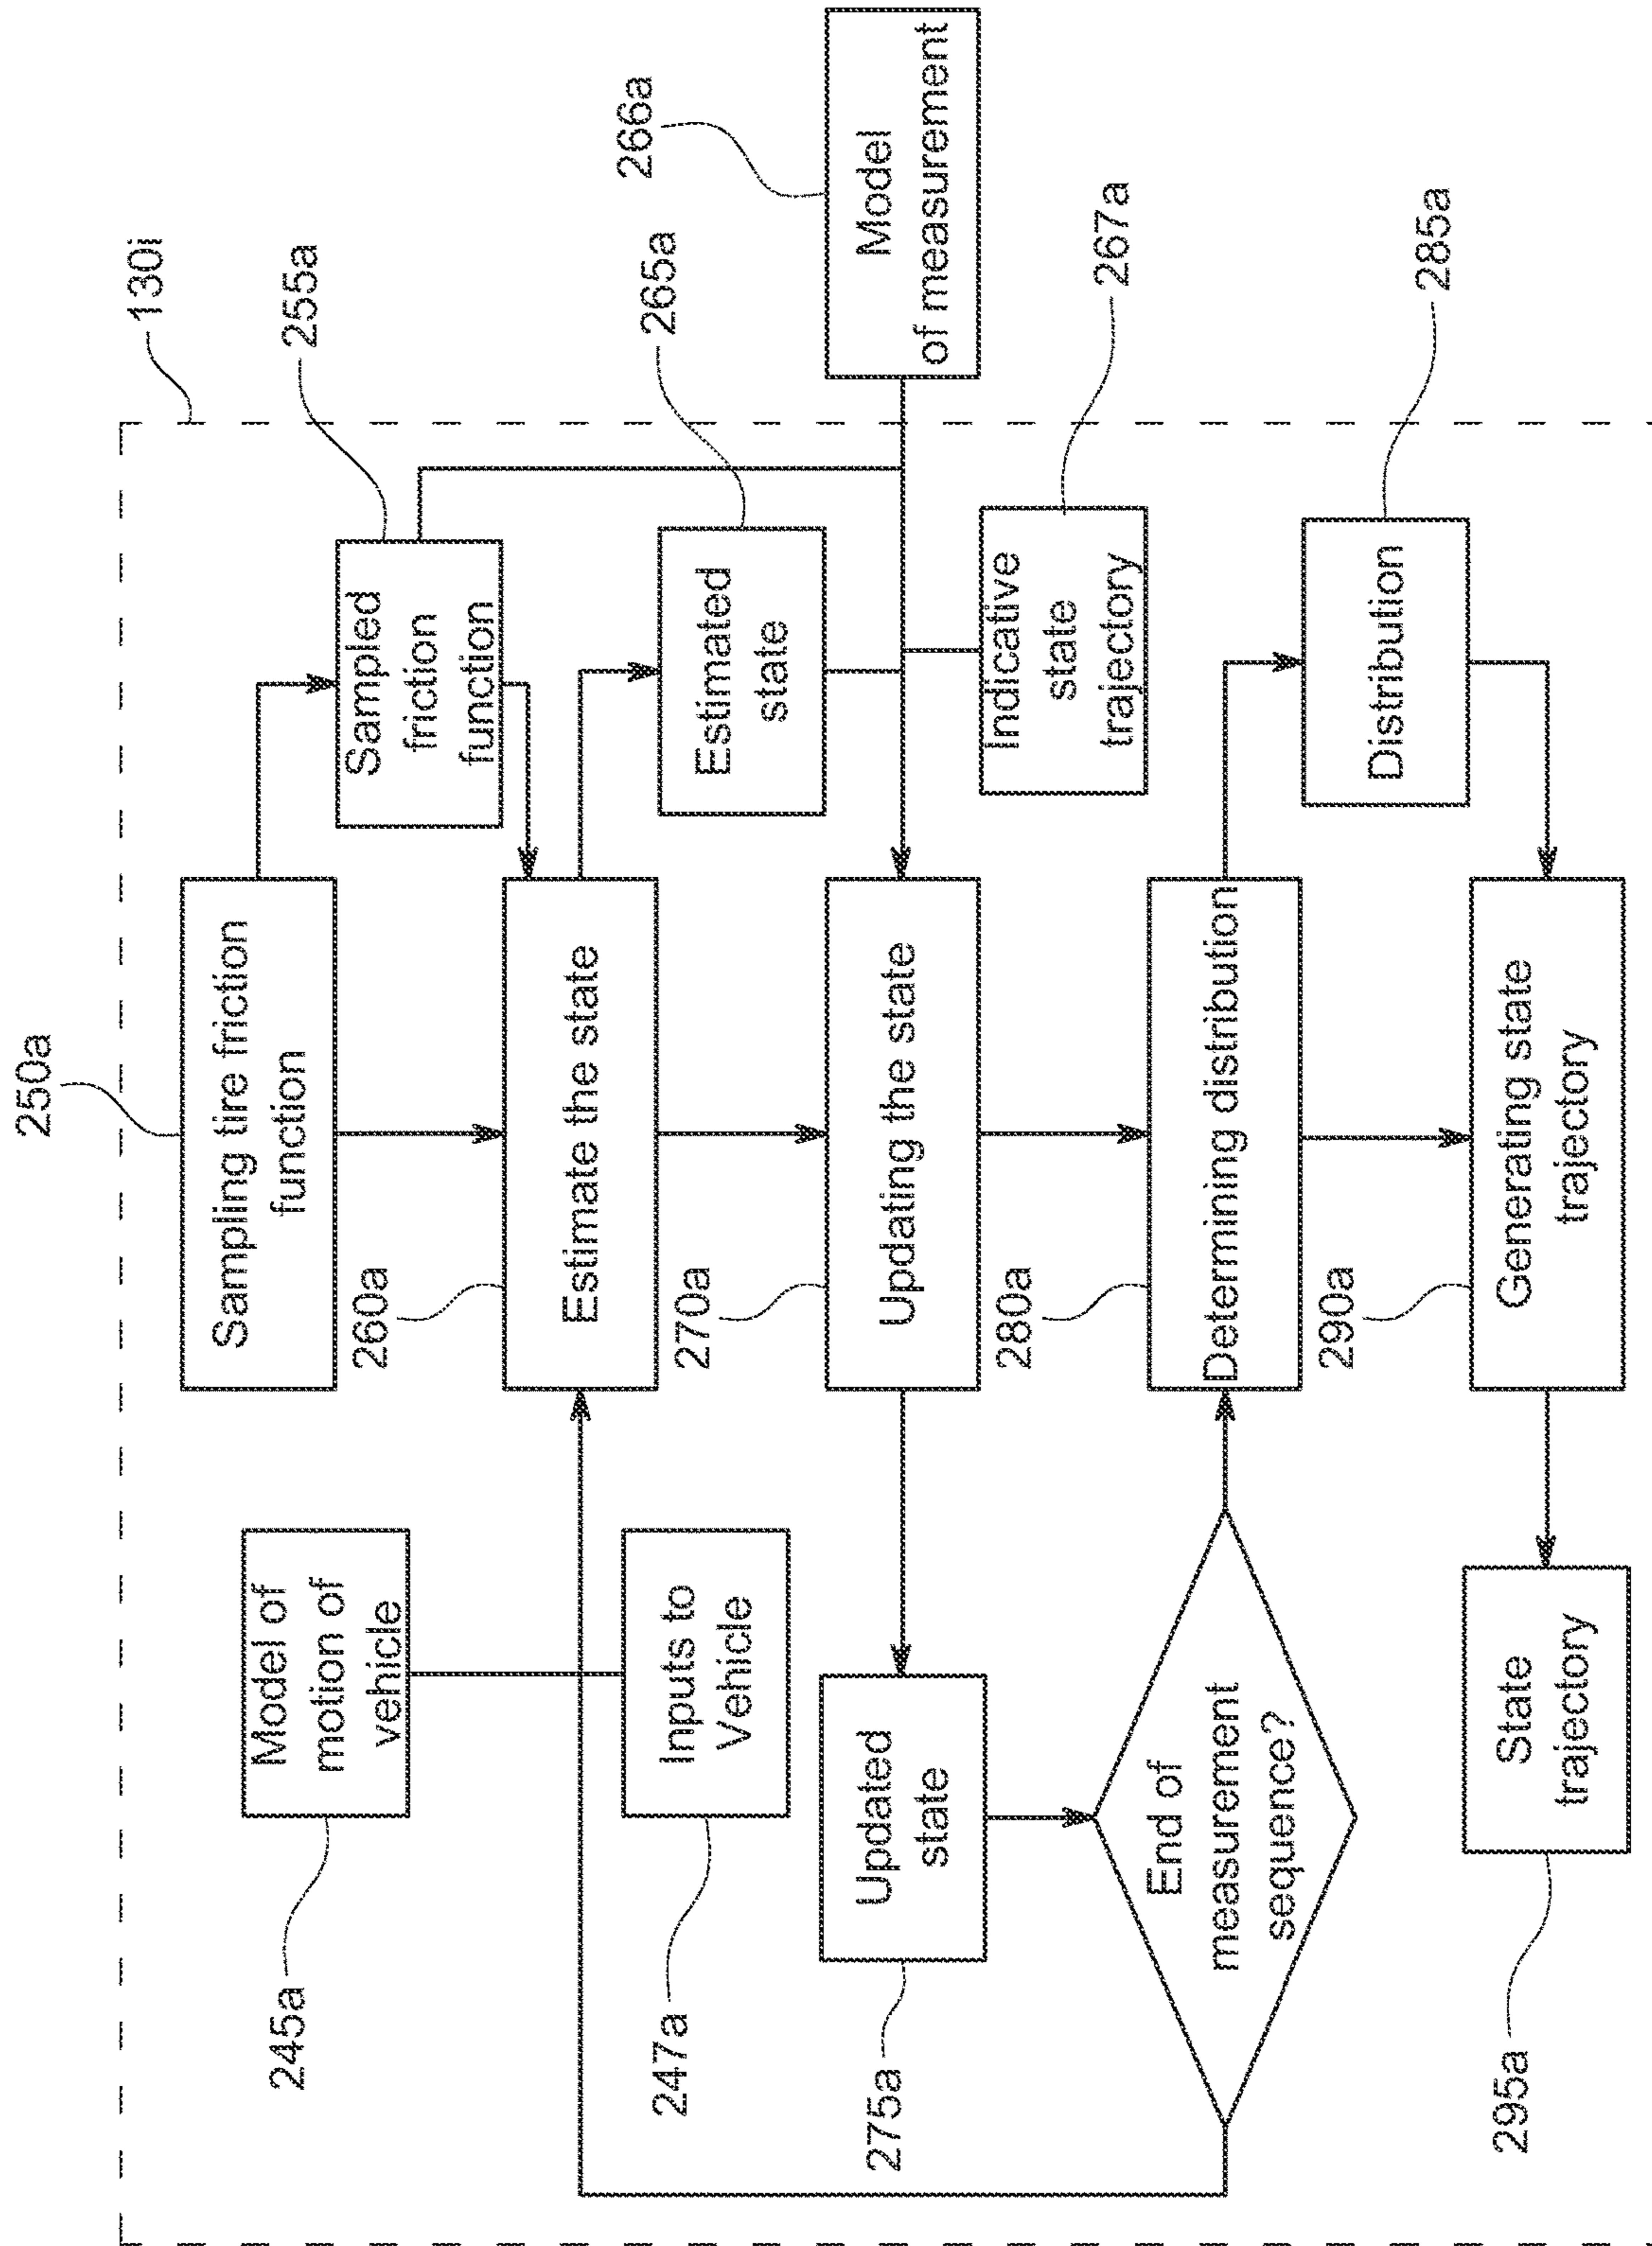 130i
250a
Sampling tire friction
function
255a
Sampled
friction
function
245a
Model of
motion of
vehicle
260a
Estimate the state
265a
Estimated
state
247a
Inputs to
Vehicle
266a
Model
of measurement
270a
Updating the state
275a
Updated
state
267a
Indicative
state
trajectory
280a
Determining distribution
End of
measurement
sequence?
285a
Distribution
290a
Generating state
trajectory
295a
State
trajectory